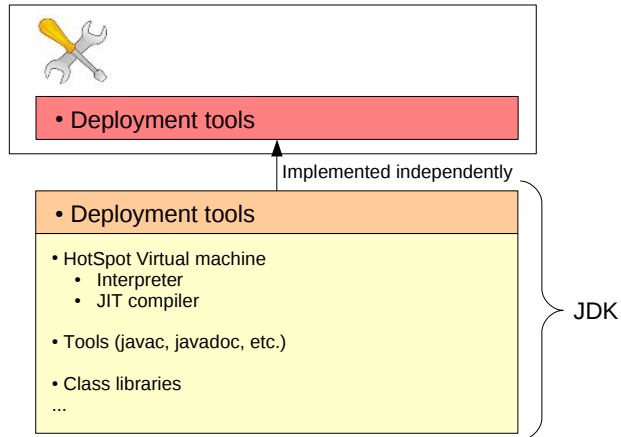 • Deployment tools
Implemented independently
• Deployment tools
• HotSpot Virtual machine
• Interpreter
• JIT compiler
• Tools (javac, javadoc, etc.)
• Class libraries
...
JDK